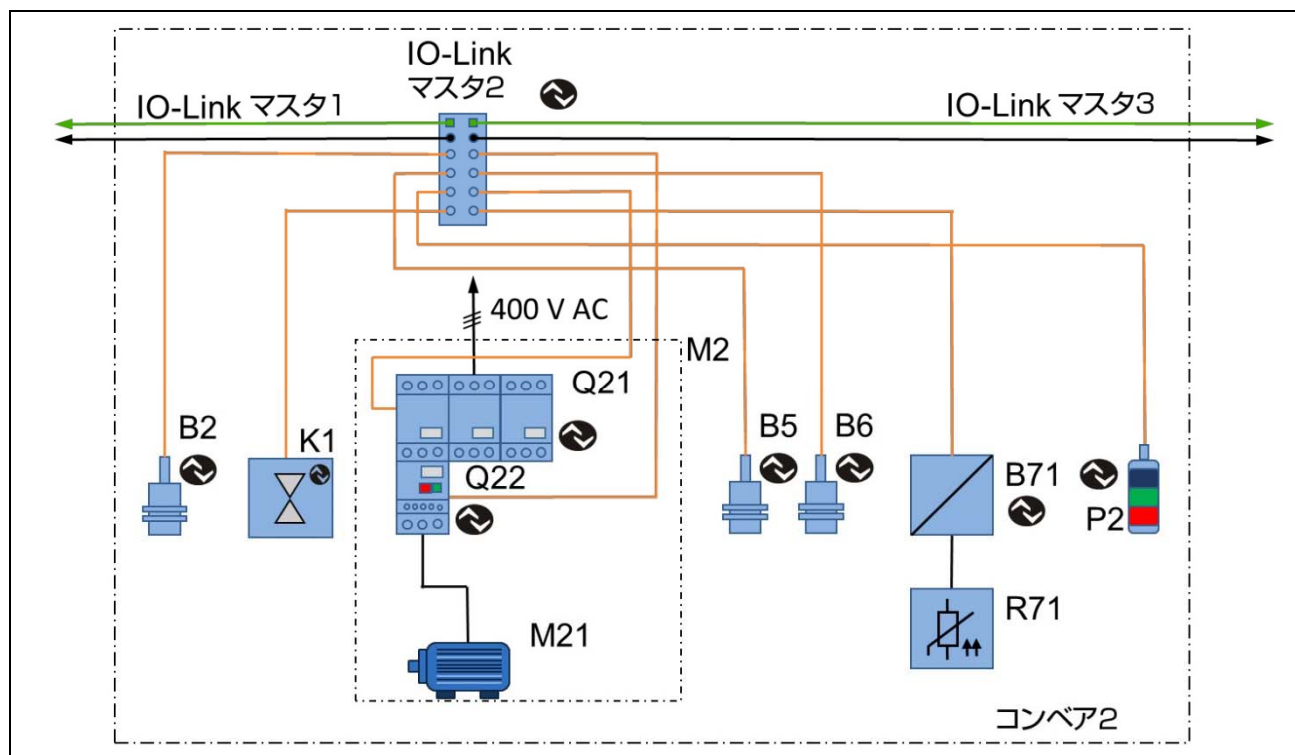 IO-Link
マスタ2
IO-Link マスタ1
IO-Link マスタ3
400 V AC
M2
Q21
B2
K1
B5
B6
Q22
B71
P2
M21
R71
コンベア2